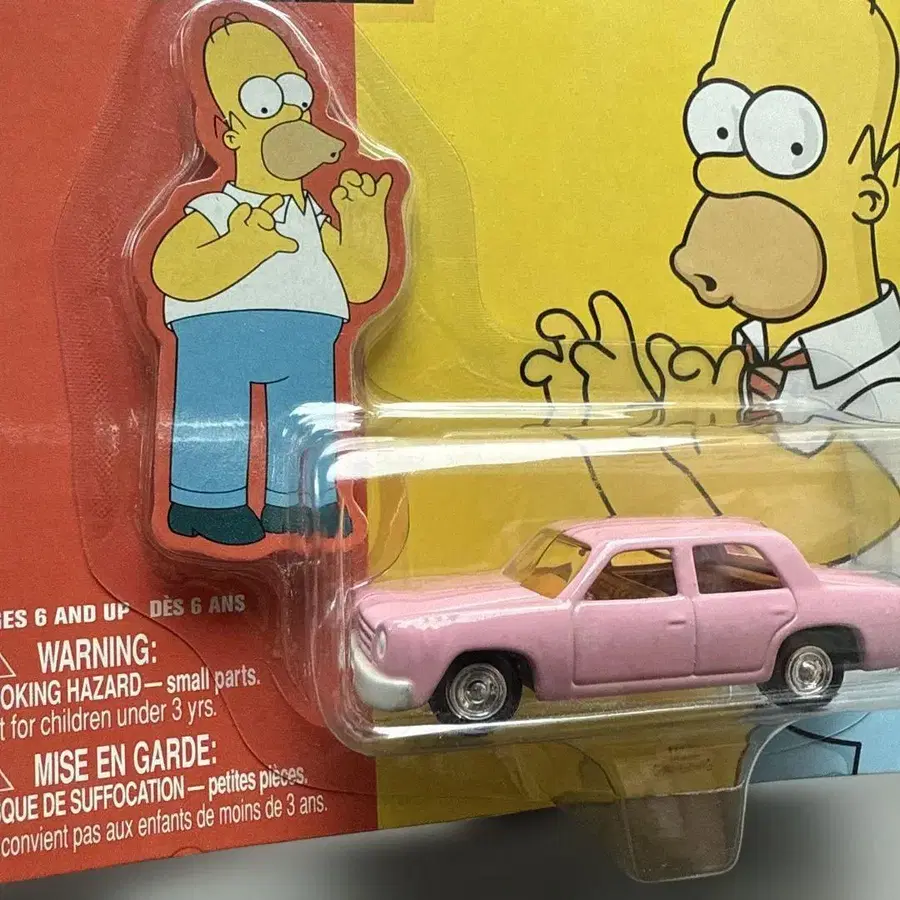 ES 6 AND UP DÈS 6 ANS
WARNING:
OKING HAZARD — small parts.
t for children under 3 yrs.
MISE EN GARDE:
QUE DE SUFFOCATION — petites pièces.
convient pas aux enfants de moins de 3 ans.